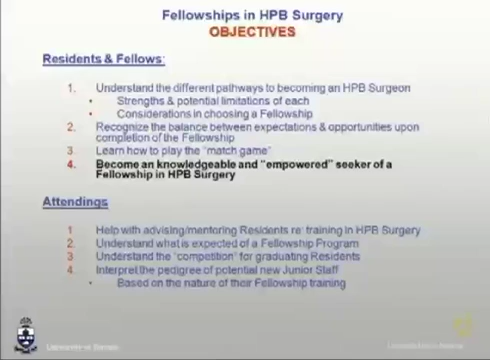 Fellowships in HPB Surgery
OBJECTIVES
Residents & Fellows:
1. Understand the different pathways to becoming an HPB Surgeon
• Strengths & potential limitations of each
• Considerations in choosing a Fellowship
2. Recognize the balance between expectations & opportunities upon
completion of the Fellowship
3. Learn how to play the "match game"
4. Become an knowledgeable and "empowered" seeker of a
Fellowship in HPB Surgery
Attendings
1 Help with advising/mentoring Residents re: training in HPB Surgery
2. Understand what is expected of a Fellowship Program
3. Understand the "competition" for graduating Residents
4. Interpret the pedigree of potential new Junior Staff
• Based on the nature of their Fellowship training
University of